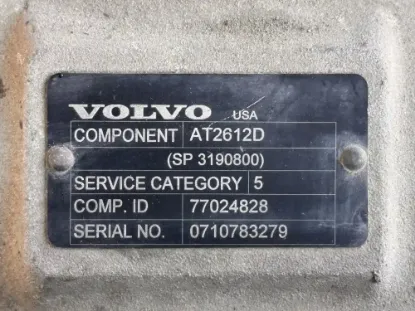 VOLVO USA
COMPONENT AT2612D
(SP 3190800)
SERVICE CATEGORY 5
COMP. ID 77024828
SERIAL NO. 0710783279